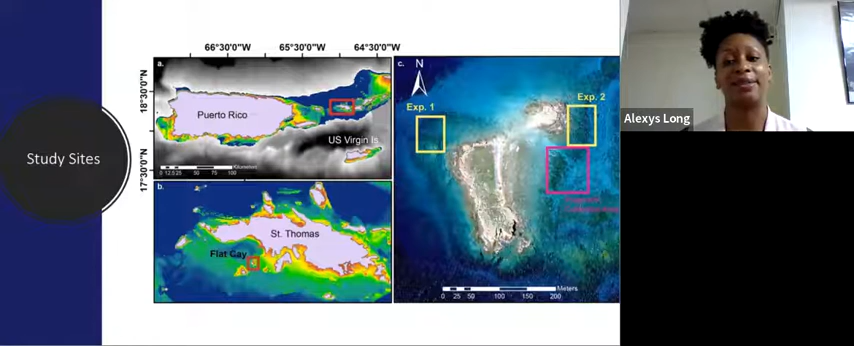 66°30'0"W 65°30'0"W 64°30'0"W
18°30'0"N
17°30'0"N
a.
Puerto Rico
US Virgin Is.
0 12.5 25 50 75 100
b.
St. Thomas
Flat Cay
c.
N
Exp. 1
Exp. 2
Meters
0 25 50 100 150 200
Study Sites
Alexys Long